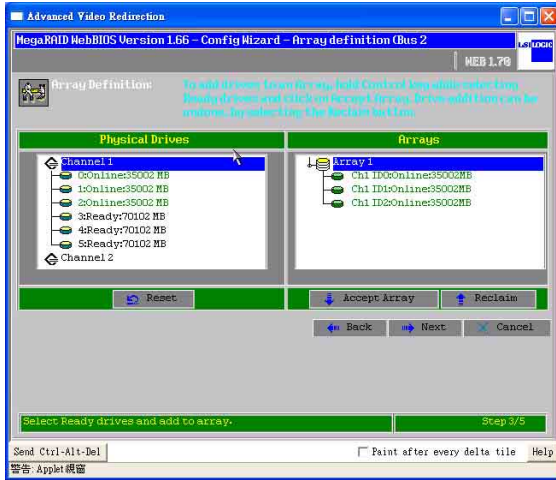 Advanced Video Redirection
MegaRAID WebBIOS Version 1.66 – Config Wizard – Array definition (Bus 2
LSI LOGIC
WEB 1.70
Array Definition:
To add drives to an Array, hold Control key while selecting
Ready drives and click on Accept Array. Drive addition can be
undone, by selecting the Reclaim button.
Physical Drives
Arrays
Channel 1
0:Online:35002 MB
1:Online:35002 MB
2:Online:35002 MB
3:Ready:70102 MB
4:Ready:70102 MB
5:Ready:70102 MB
Channel 2
Array 1
Ch1 ID0:Online:35002MB
Ch1 ID1:Online:35002MB
Ch1 ID2:Online:35002MB
Reset
Accept Array
Reclaim
Back
Next
Cancel
Select Ready drives and add to array.
Step 3/5
Send Ctrl-Alt-Del
Paint after every delta tile
Help
警告: Applet 視窗